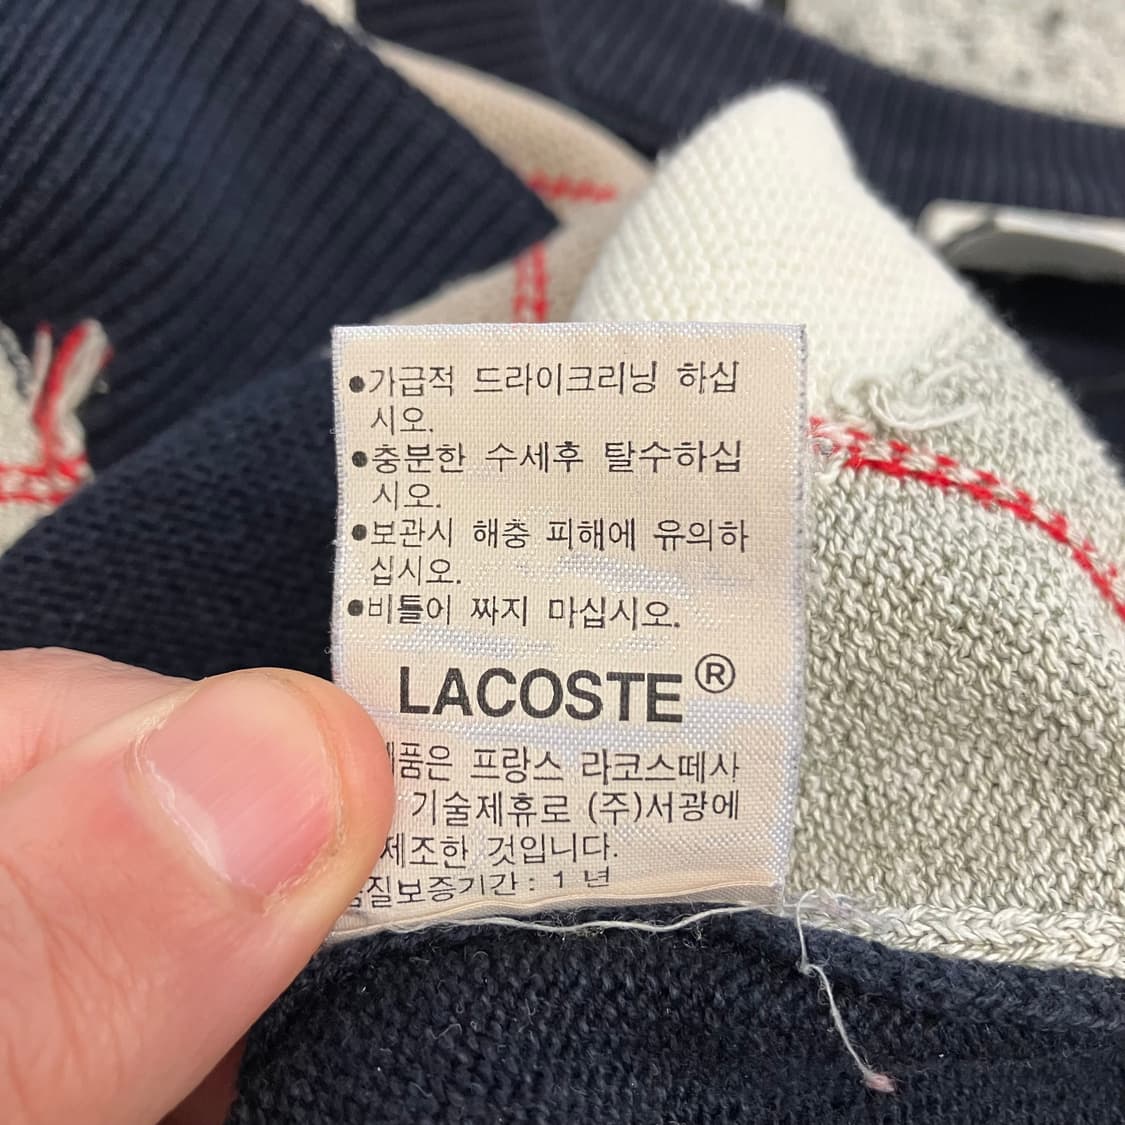 ●가급적 드라이크리닝 하십
시오.
●충분한 수세후 탈수하십
시오.
●보관시 해충 피해에 유의하
십시오.
●비틀어 짜지 마십시오.
LACOSTE®
품은 프랑스 라코스떼사
기술제휴로 (주)서광에
제조한 것입니다.
질보증기간 : 1 년